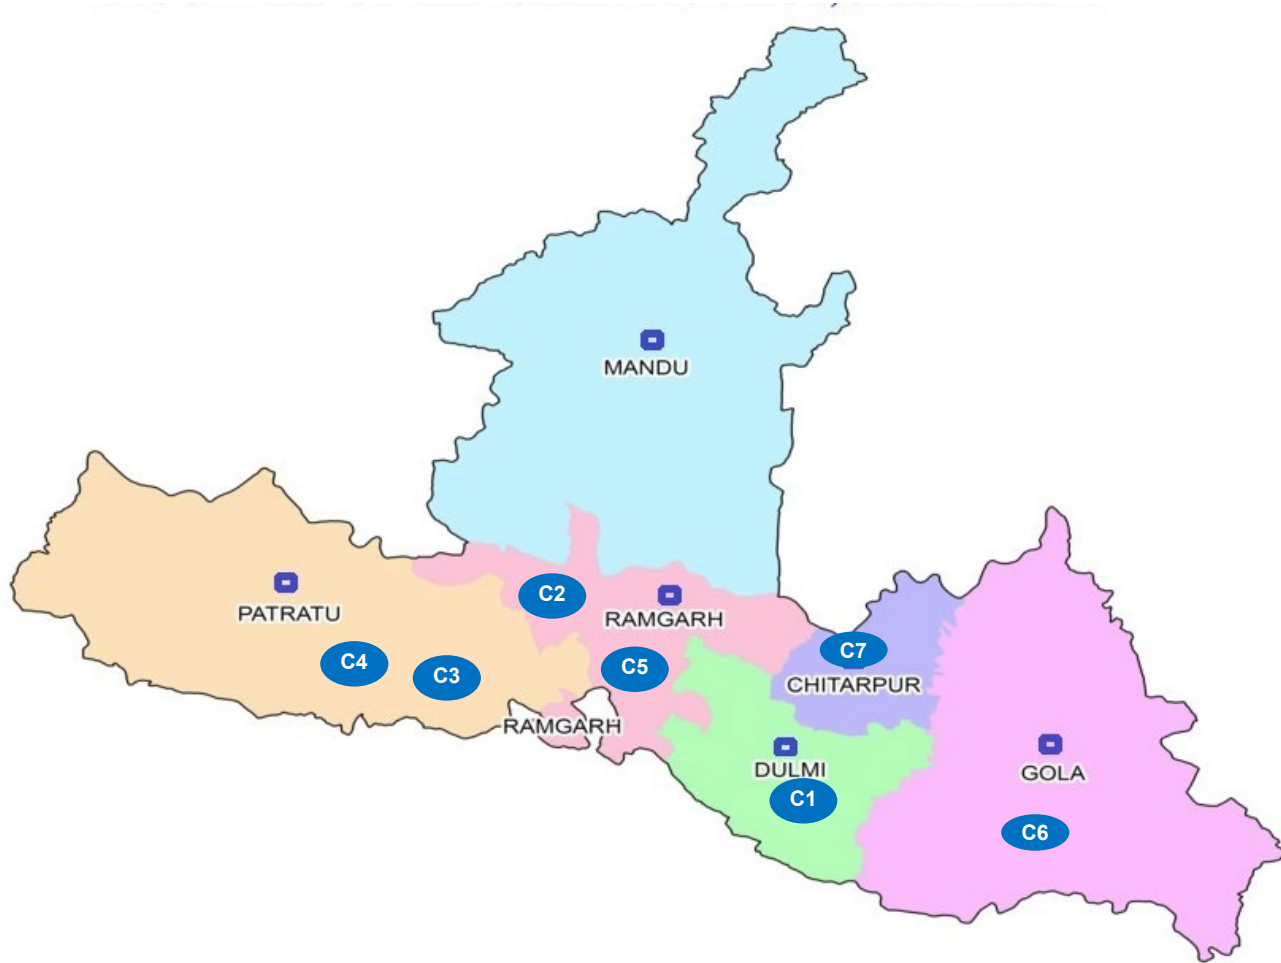 MANDU
PATRATU
C2
RAMGARH
C4
C3
C5
C7
CHITARPUR
RAMGARH
DULMI
C1
GOLA
C6